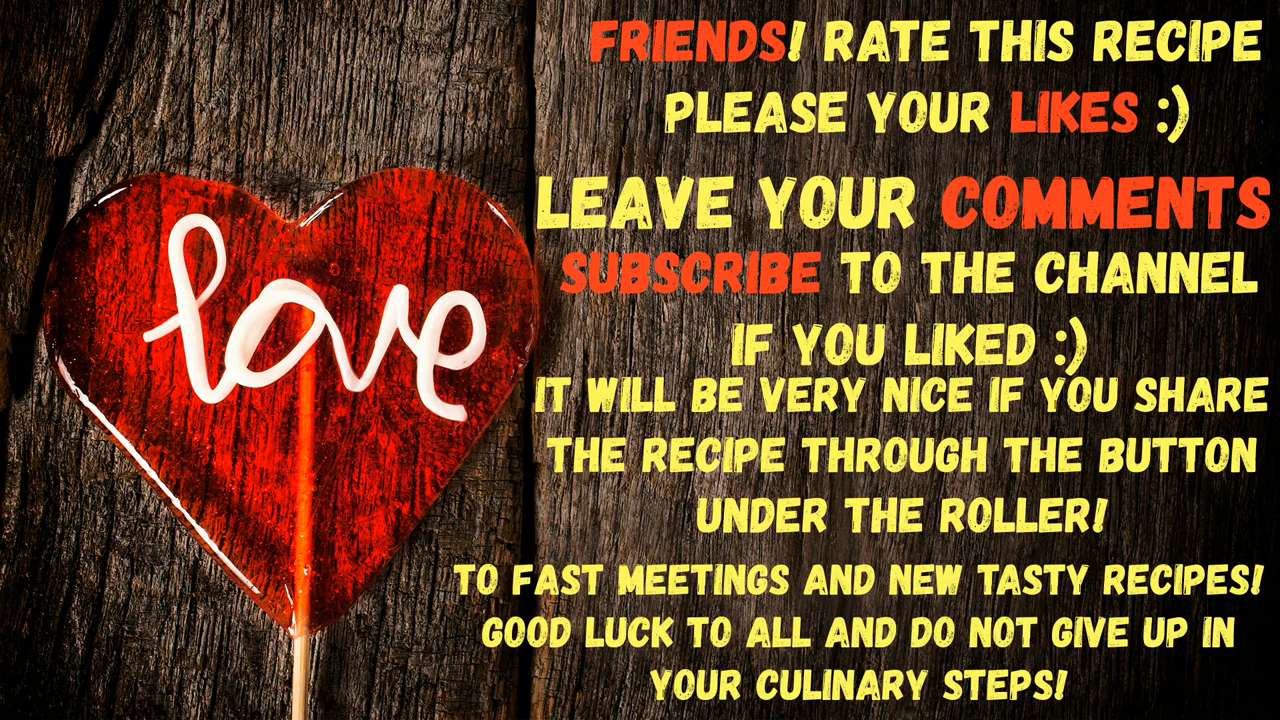 love
FRIENDS! RATE THIS RECIPE
PLEASE YOUR LIKES :)
LEAVE YOUR COMMENTS
SUBSCRIBE TO THE CHANNEL
IF YOU LIKED :)
IT WILL BE VERY NICE IF YOU SHARE
THE RECIPE THROUGH THE BUTTON
UNDER THE ROLLER!
TO FAST MEETINGS AND NEW TASTY RECIPES!
GOOD LUCK TO ALL AND DO NOT GIVE UP IN
YOUR CULINARY STEPS!